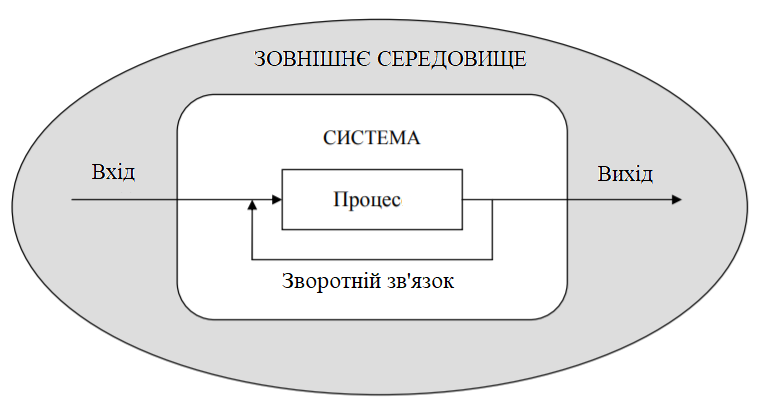 ЗОВНІШНЄ СЕРЕДОВИЩЕ
СИСТЕМА
Вхід
Процес
Вихід
Зворотній зв'язок